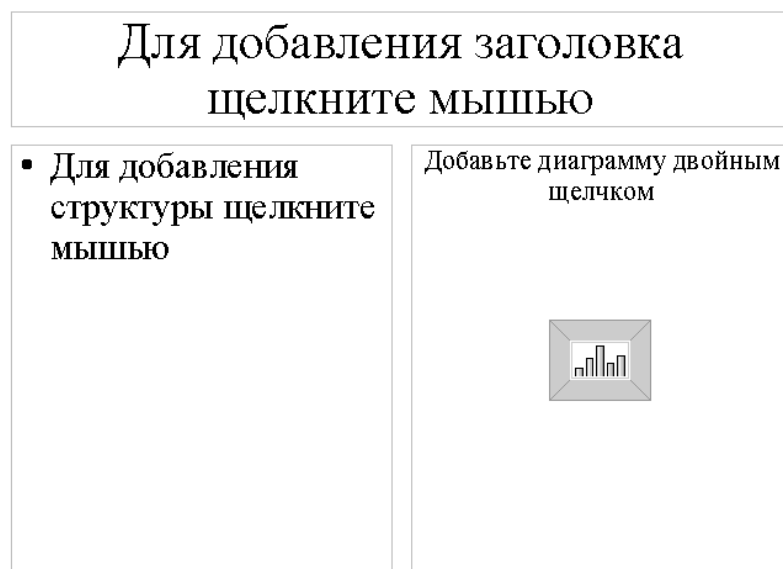 Для добавления заголовка
щелкните мышью
• Для добавления
структуры щелкните
мышью
Добавьте диаграмму двойным
щелчком